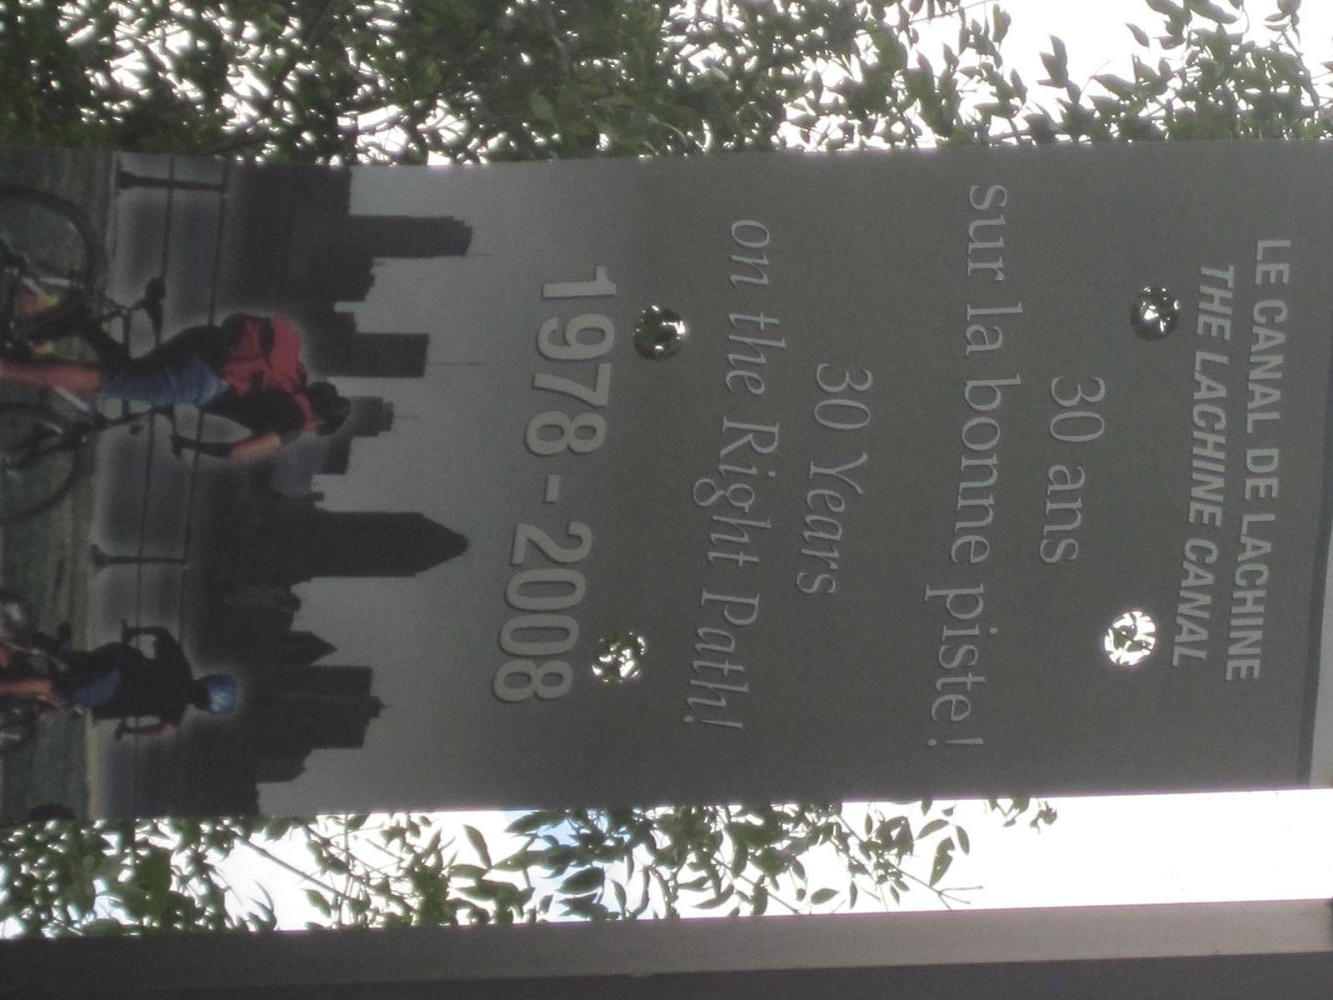 LE CANAL DE LACHINE
THE LACHINE CANAL
30 ans
sur la bonne piste!
30 Years
on the Right Path!
1978 - 2008